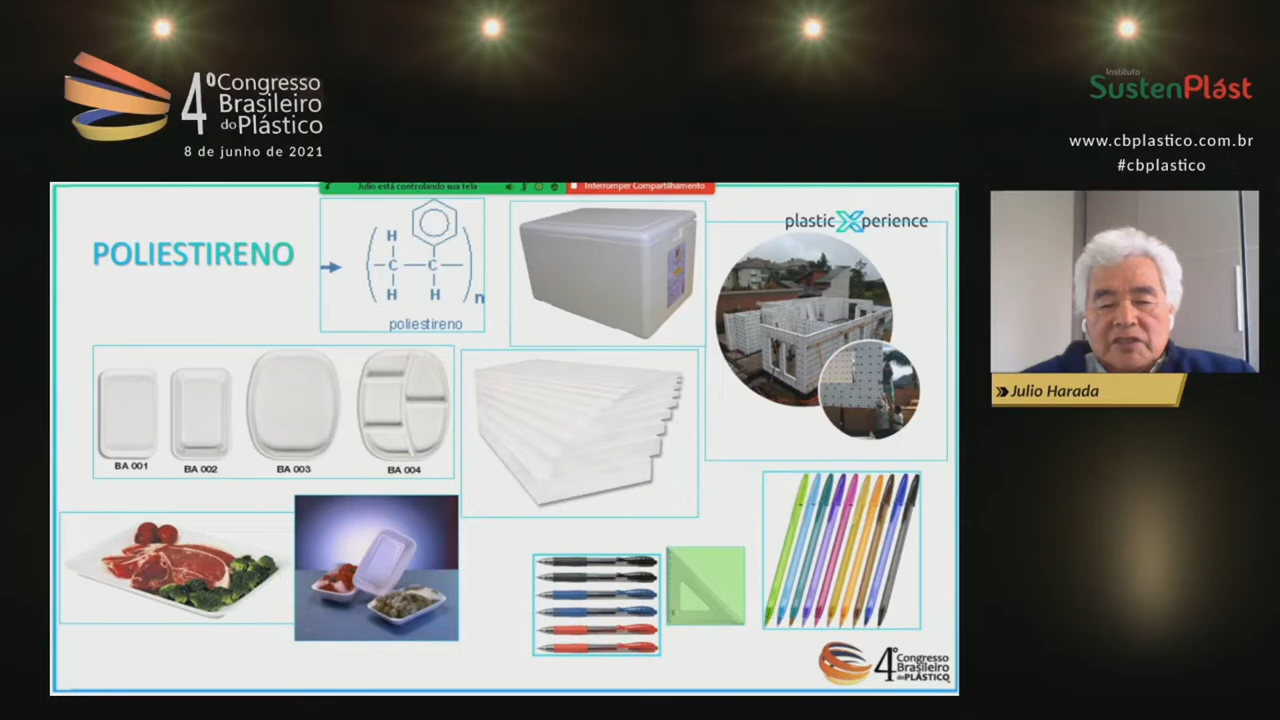 4º Congresso
Brasileiro
do Plástico
8 de junho de 2021
Instituto
SustenPlást
www.cbplastico.com.br
#cbplastico
Julio está controlando sua tela
Interromper Compartilhamento
POLIESTIRENO
H
C C
H H
n
poliestireno
plasticXperience
Julio Harada
BA 001
BA 002
BA 003
BA 004
4º Congresso
Brasileiro
do PLÁSTICO